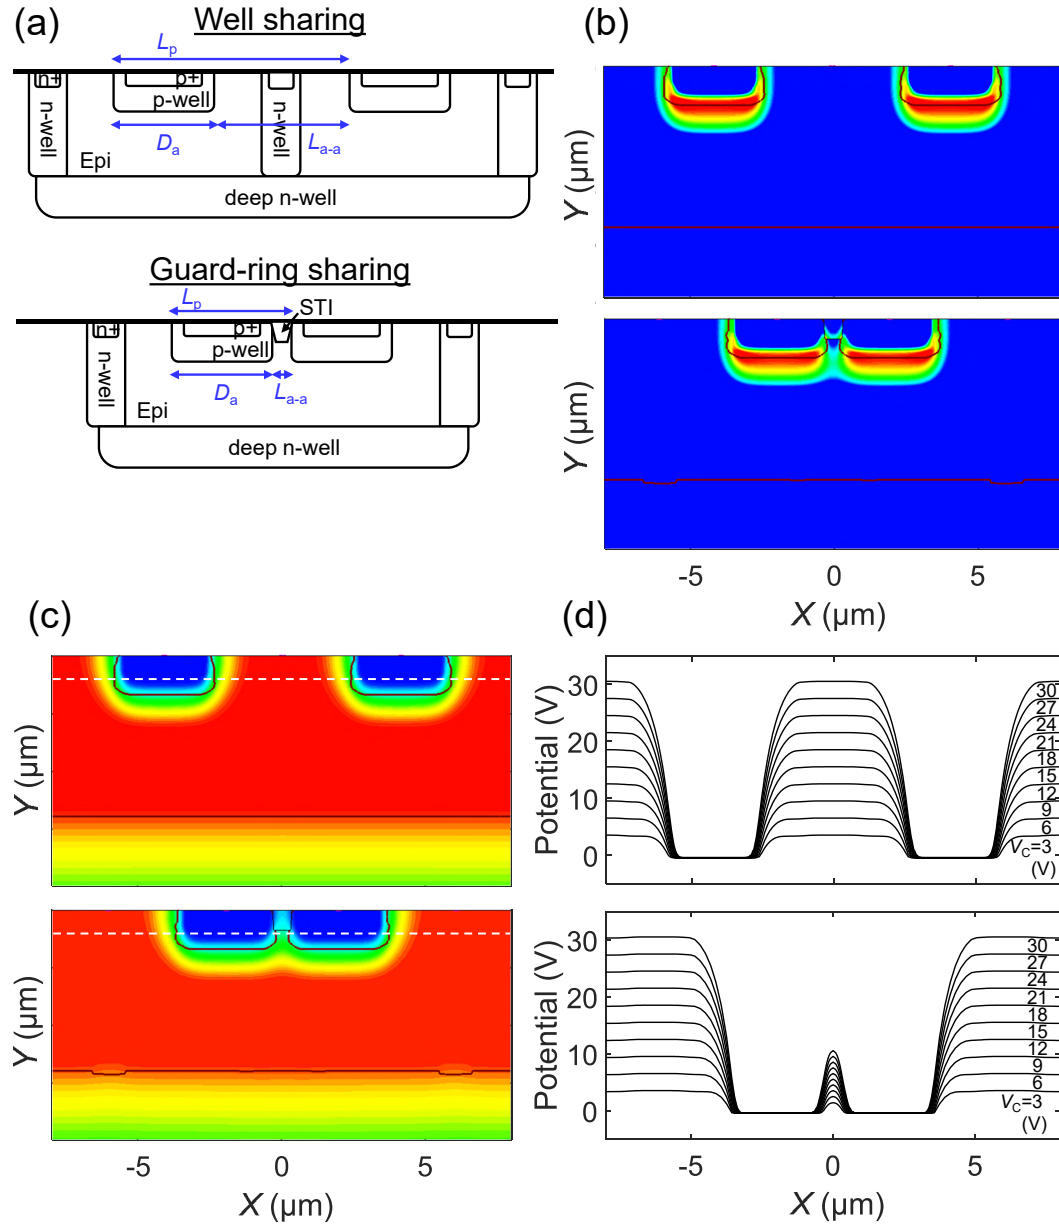 (a)
Well sharing
Lp
n+
p+
p-well
n-well
Da
n-well
La-a
Epi
deep n-well
Guard-ring sharing
Lp
STI
n+
p+
p-well
n-well
Da
La-a
Epi
deep n-well
(b)
Y (µm)
Y (µm)
-5
0
5
X (µm)
(c)
Y (µm)
Y (µm)
-5
0
5
X (µm)
(d)
Potential (V)
30
20
10
0
30
27
24
21
18
15
12
9
6
VC=3
(V)
Potential (V)
30
20
10
0
30
27
24
21
18
15
12
9
6
VC=3
(V)
-5
0
5
X (µm)